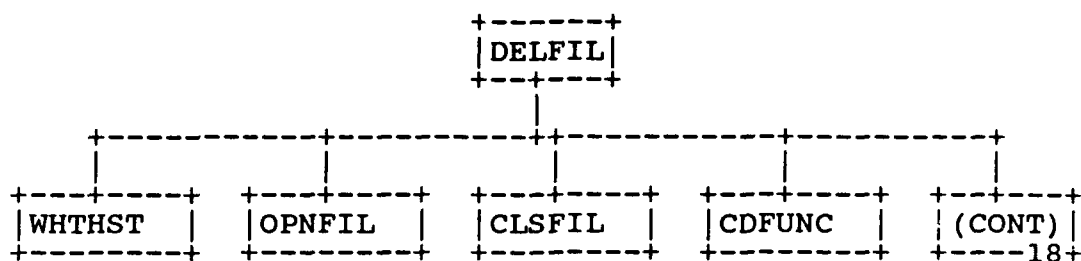 DELFIL
WHTHST OPNFIL CLSFIL CDFUNC (CONT)
18